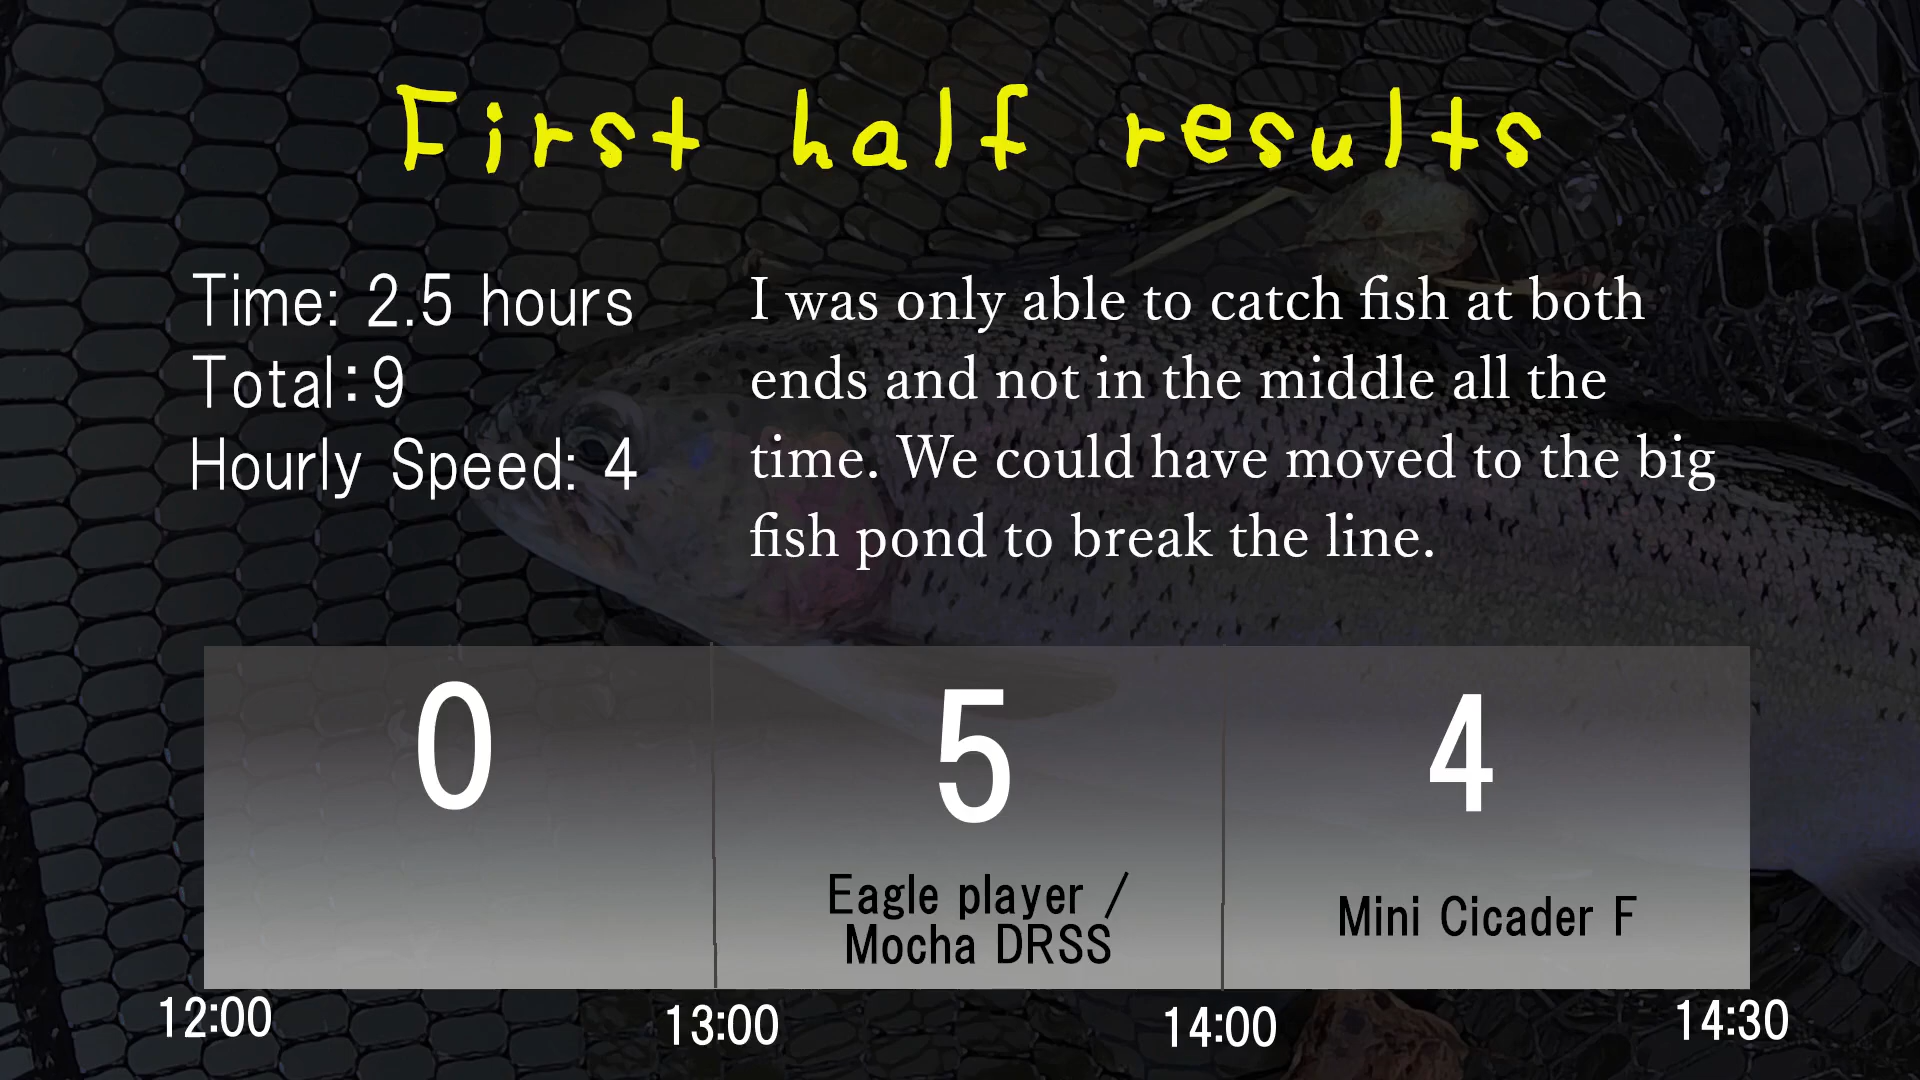 First half results
Time: 2.5 hours
Total:9
Hourly Speed: 4
I was only able to catch fish at both
ends and not in the middle all the
time. We could have moved to the big
fish pond to break the line.
0
5
4
Eagle player /
Mocha DRSS
Mini Cicader F
12:00
13:00
14:00
14:30